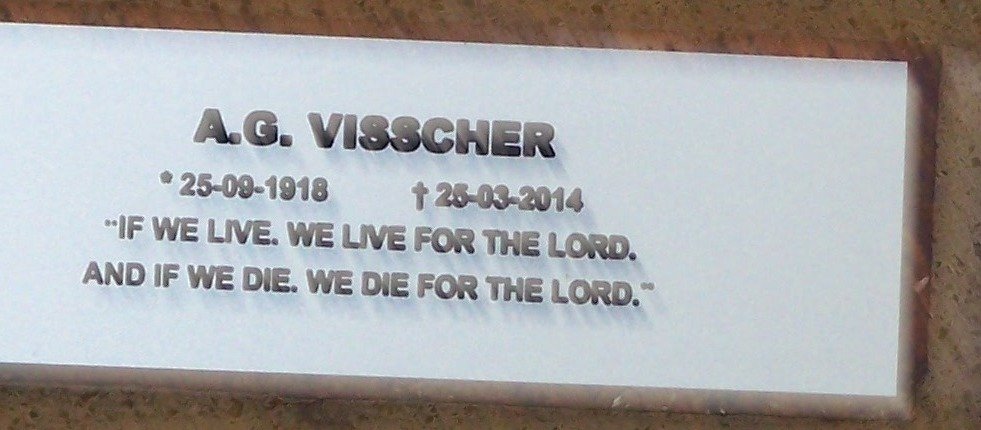 A.G. VISSCHER
* 25-09-1918 † 25-03-2014
¨IF WE LIVE. WE LIVE FOR THE LORD.
AND IF WE DIE. WE DIE FOR THE LORD.¨